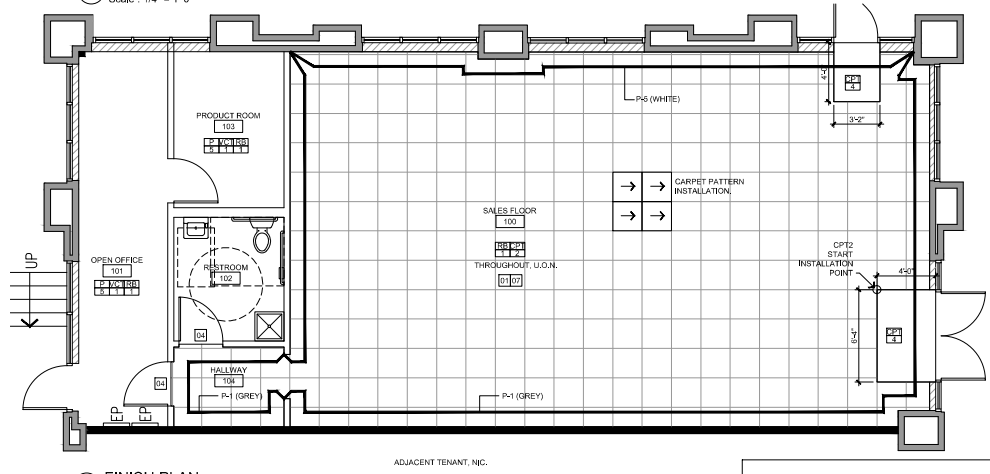 Scale : 1/4" = 1'-0"
4'-0"
CPT
4
3'-2"
P-5 (WHITE)
PRODUCT ROOM
103
P VCT RB
5 1 1
CARPET PATTERN
INSTALLATION.
SALES FLOOR
100
RB CPT
1 2
THROUGHOUT, U.O.N.
01 07
CPT2
START
INSTALLATION
POINT
4'-0"
6'-4"
CPT
4
UP
OPEN OFFICE
101
P VCT RB
5 1 1
RESTROOM
102
04
04
HALLWAY
104
P-1 (GREY)
P-1 (GREY)
EP
EP
ADJACENT TENANT, NIC.
FINISH PLAN